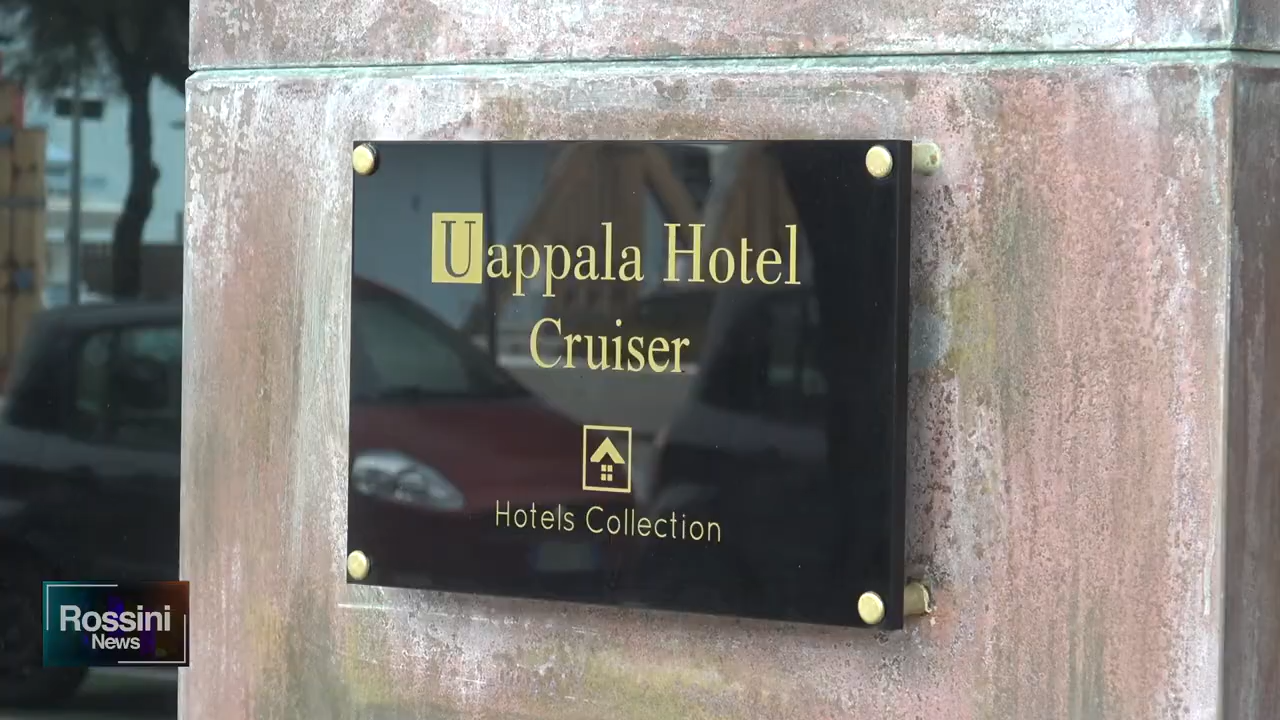 Uappala Hotel
Cruiser
Hotels Collection
Rossini
News